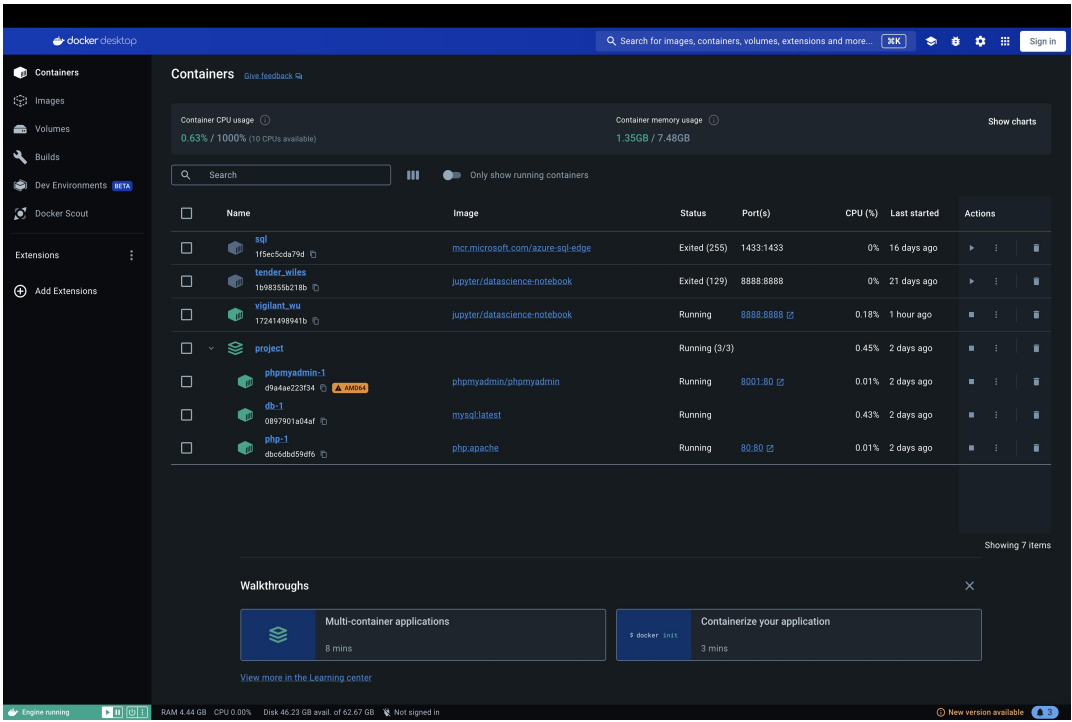 docker desktop
Search for images, containers, volumes, extensions and more... ⌘K
Sign in
Containers
Images
Volumes
Builds
Dev Environments BETA
Docker Scout
Extensions
Add Extensions
Containers Give feedback
Container CPU usage
0.63% / 1000% (10 CPUs available)
Container memory usage
1.35GB / 7.48GB
Show charts
Search
Only show running containers
Name Image Status Port(s) CPU (%) Last started Actions
sql
1f5ec5cda79d
mcr.microsoft.com/azure-sql-edge Exited (255) 1433:1433 0% 16 days ago
tender_wiles
1b98355b218b
jupyter/datascience-notebook Exited (129) 8888:8888 0% 21 days ago
vigilant_wu
17241498941b
jupyter/datascience-notebook Running 8888:8888 0.18% 1 hour ago
project Running (3/3) 0.45% 2 days ago
phpmyadmin-1
d9a4ae223f34 AMD64
phpmyadmin/phpmyadmin Running 8001:80 0.01% 2 days ago
db-1
0897901a04af
mysql:latest Running 0.43% 2 days ago
php-1
dbc6dbd59df6
php:apache Running 80:80 0.01% 2 days ago
Showing 7 items
Walkthroughs
Multi-container applications
8 mins
$ docker init
Containerize your application
3 mins
View more in the Learning center
Engine running
RAM 4.44 GB CPU 0.00% Disk 46.23 GB avail. of 62.67 GB Not signed in
New version available 3